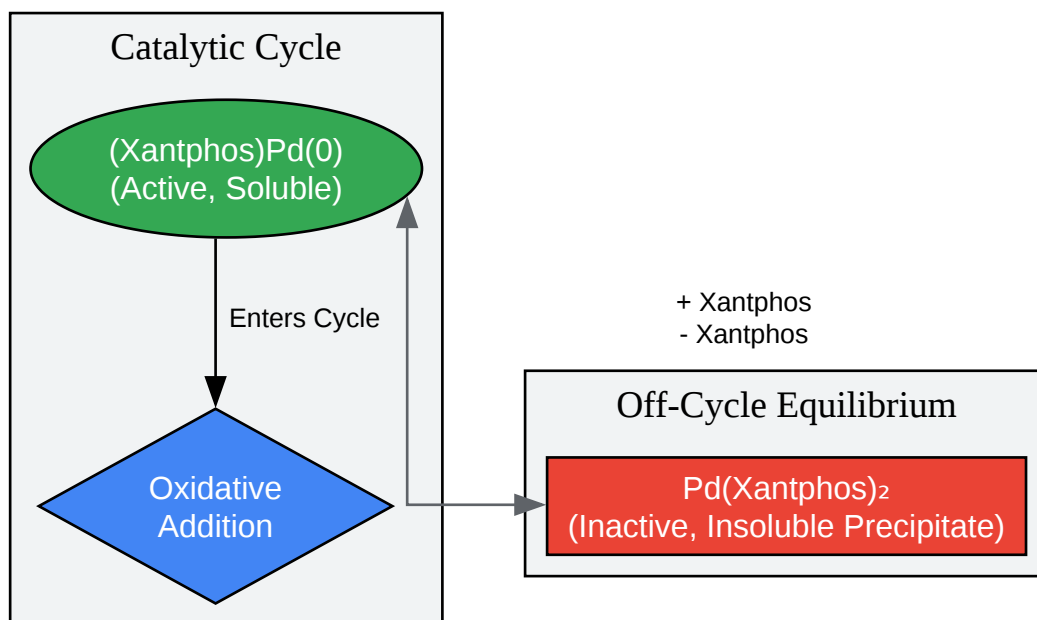 Catalytic Cycle
(Xantphos)Pd(0)
(Active, Soluble)
Enters Cycle
Oxidative
Addition
+ Xantphos
- Xantphos
Off-Cycle Equilibrium
Pd(Xantphos)₂
(Inactive, Insoluble Precipitate)